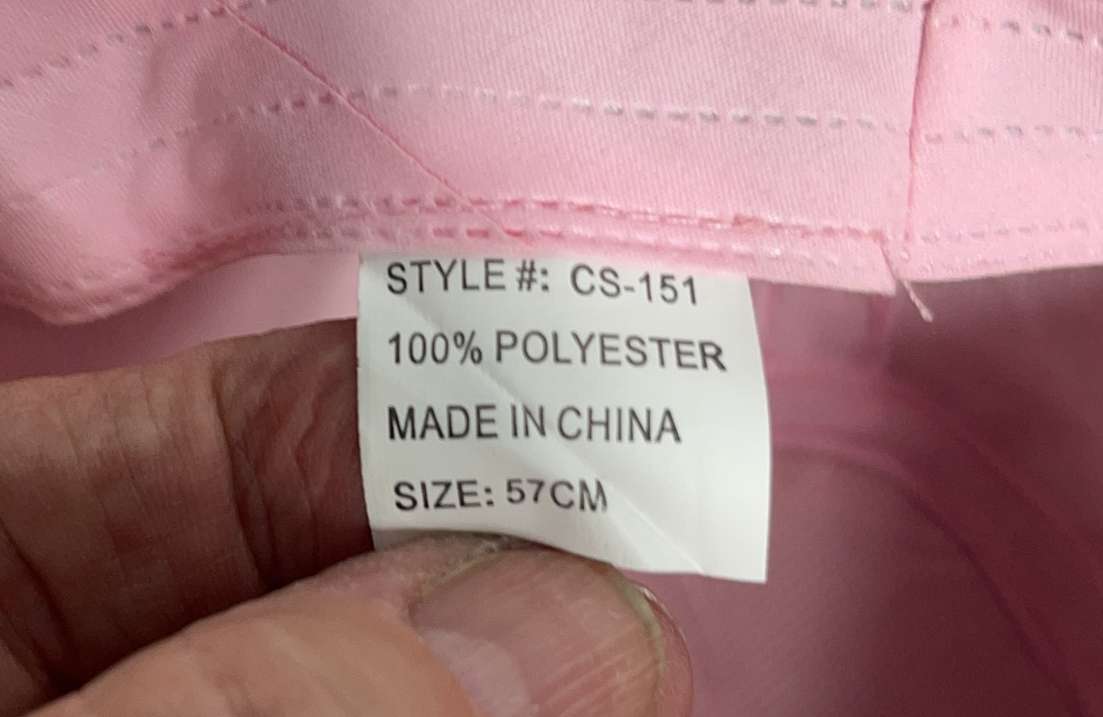 STYLE #: CS-151
100% POLYESTER
MADE IN CHINA
SIZE: 57CM